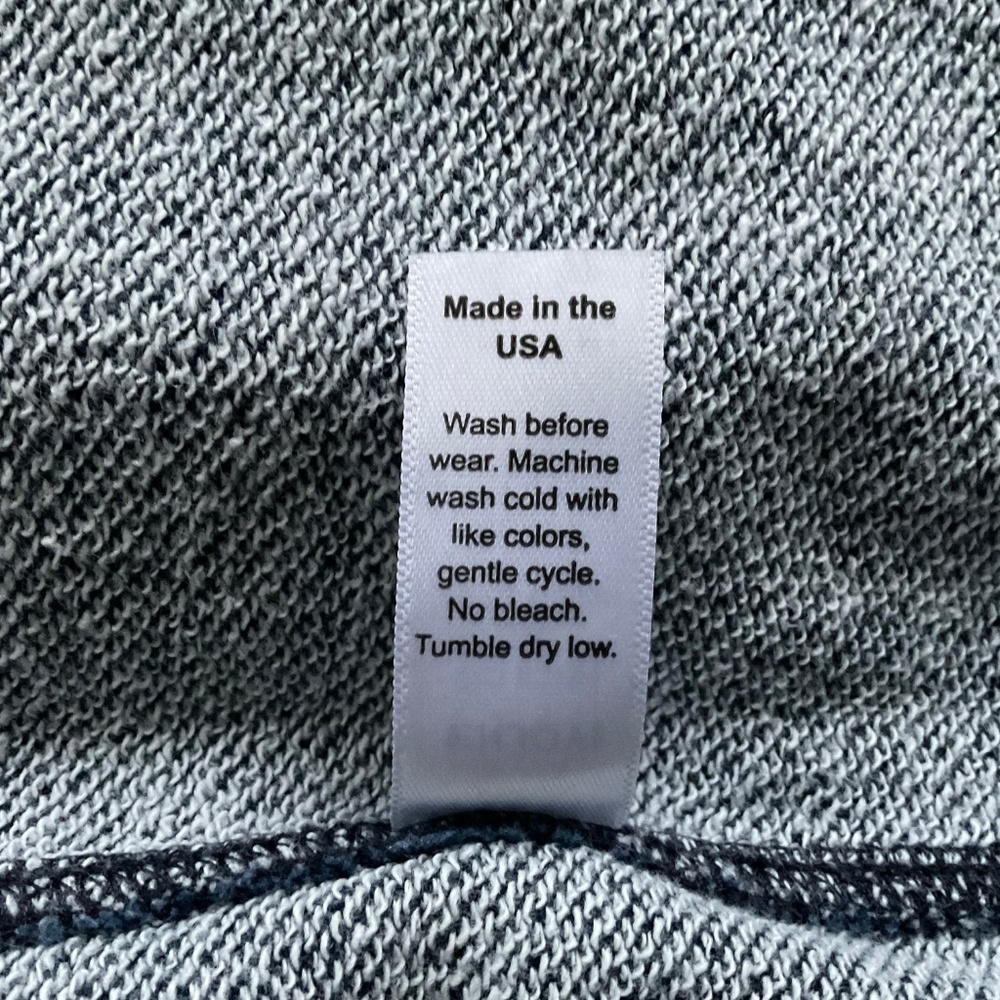 Made in the
USA
Wash before
wear. Machine
wash cold with
like colors,
gentle cycle.
No bleach.
Tumble dry low.